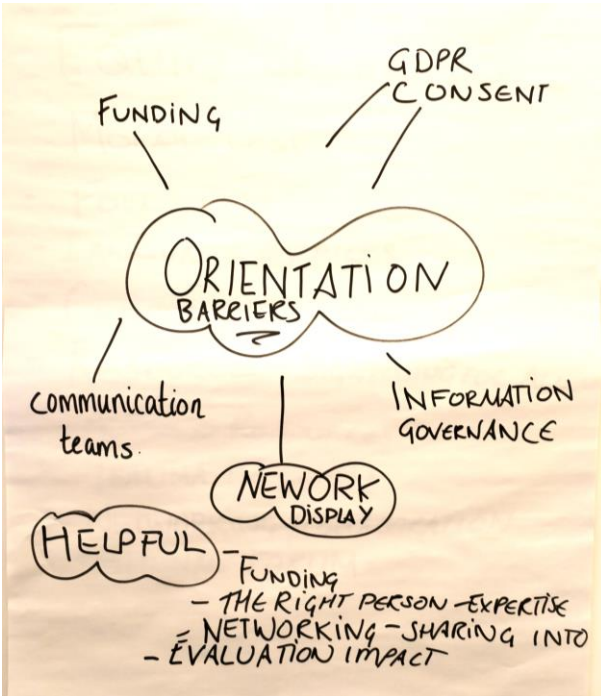 GDPR
CONSENT
FUNDING
ORIENTATION
BARRIERS
communication
teams.
INFORMATION
GOVERNANCE
NEWORK
DISPLAY
HELPFUL
- FUNDING
- THE RIGHT PERSON - EXPERTISE
- NETWORKING - SHARING INTO
- EVALUATION IMPACT